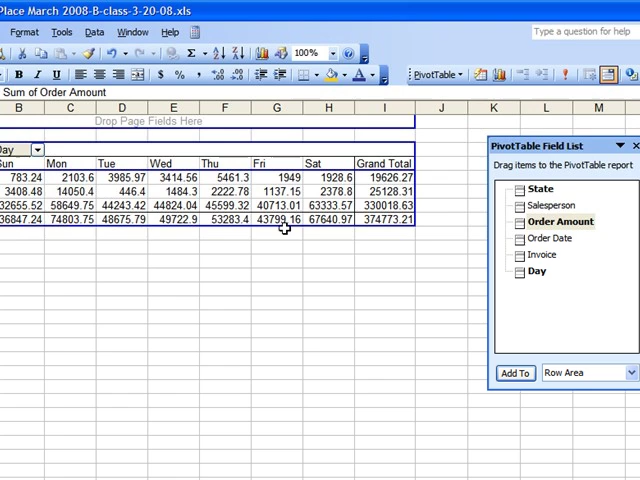 Place March 2008-B-class-3-20-08.xls
Format Tools Data Window Help Type a question for help
Σ 100%
B I U $ % , A PivotTable
Sum of Order Amount
B C D E F G H I J K L M
Drop Page Fields Here
Day
Sun Mon Tue Wed Thu Fri Sat Grand Total
783.24 2103.6 3985.97 3414.56 5461.3 1949 1928.6 19626.27
3408.48 14050.4 446.4 1484.3 2222.78 1137.15 2378.8 25128.31
32655.52 58649.75 44243.42 44824.04 45599.32 40713.01 63333.57 330018.63
36847.24 74803.75 48675.79 49722.9 53283.4 43799.16 67640.97 374773.21
PivotTable Field List
Drag items to the PivotTable report
State
Salesperson
Order Amount
Order Date
Invoice
Day
Add To Row Area